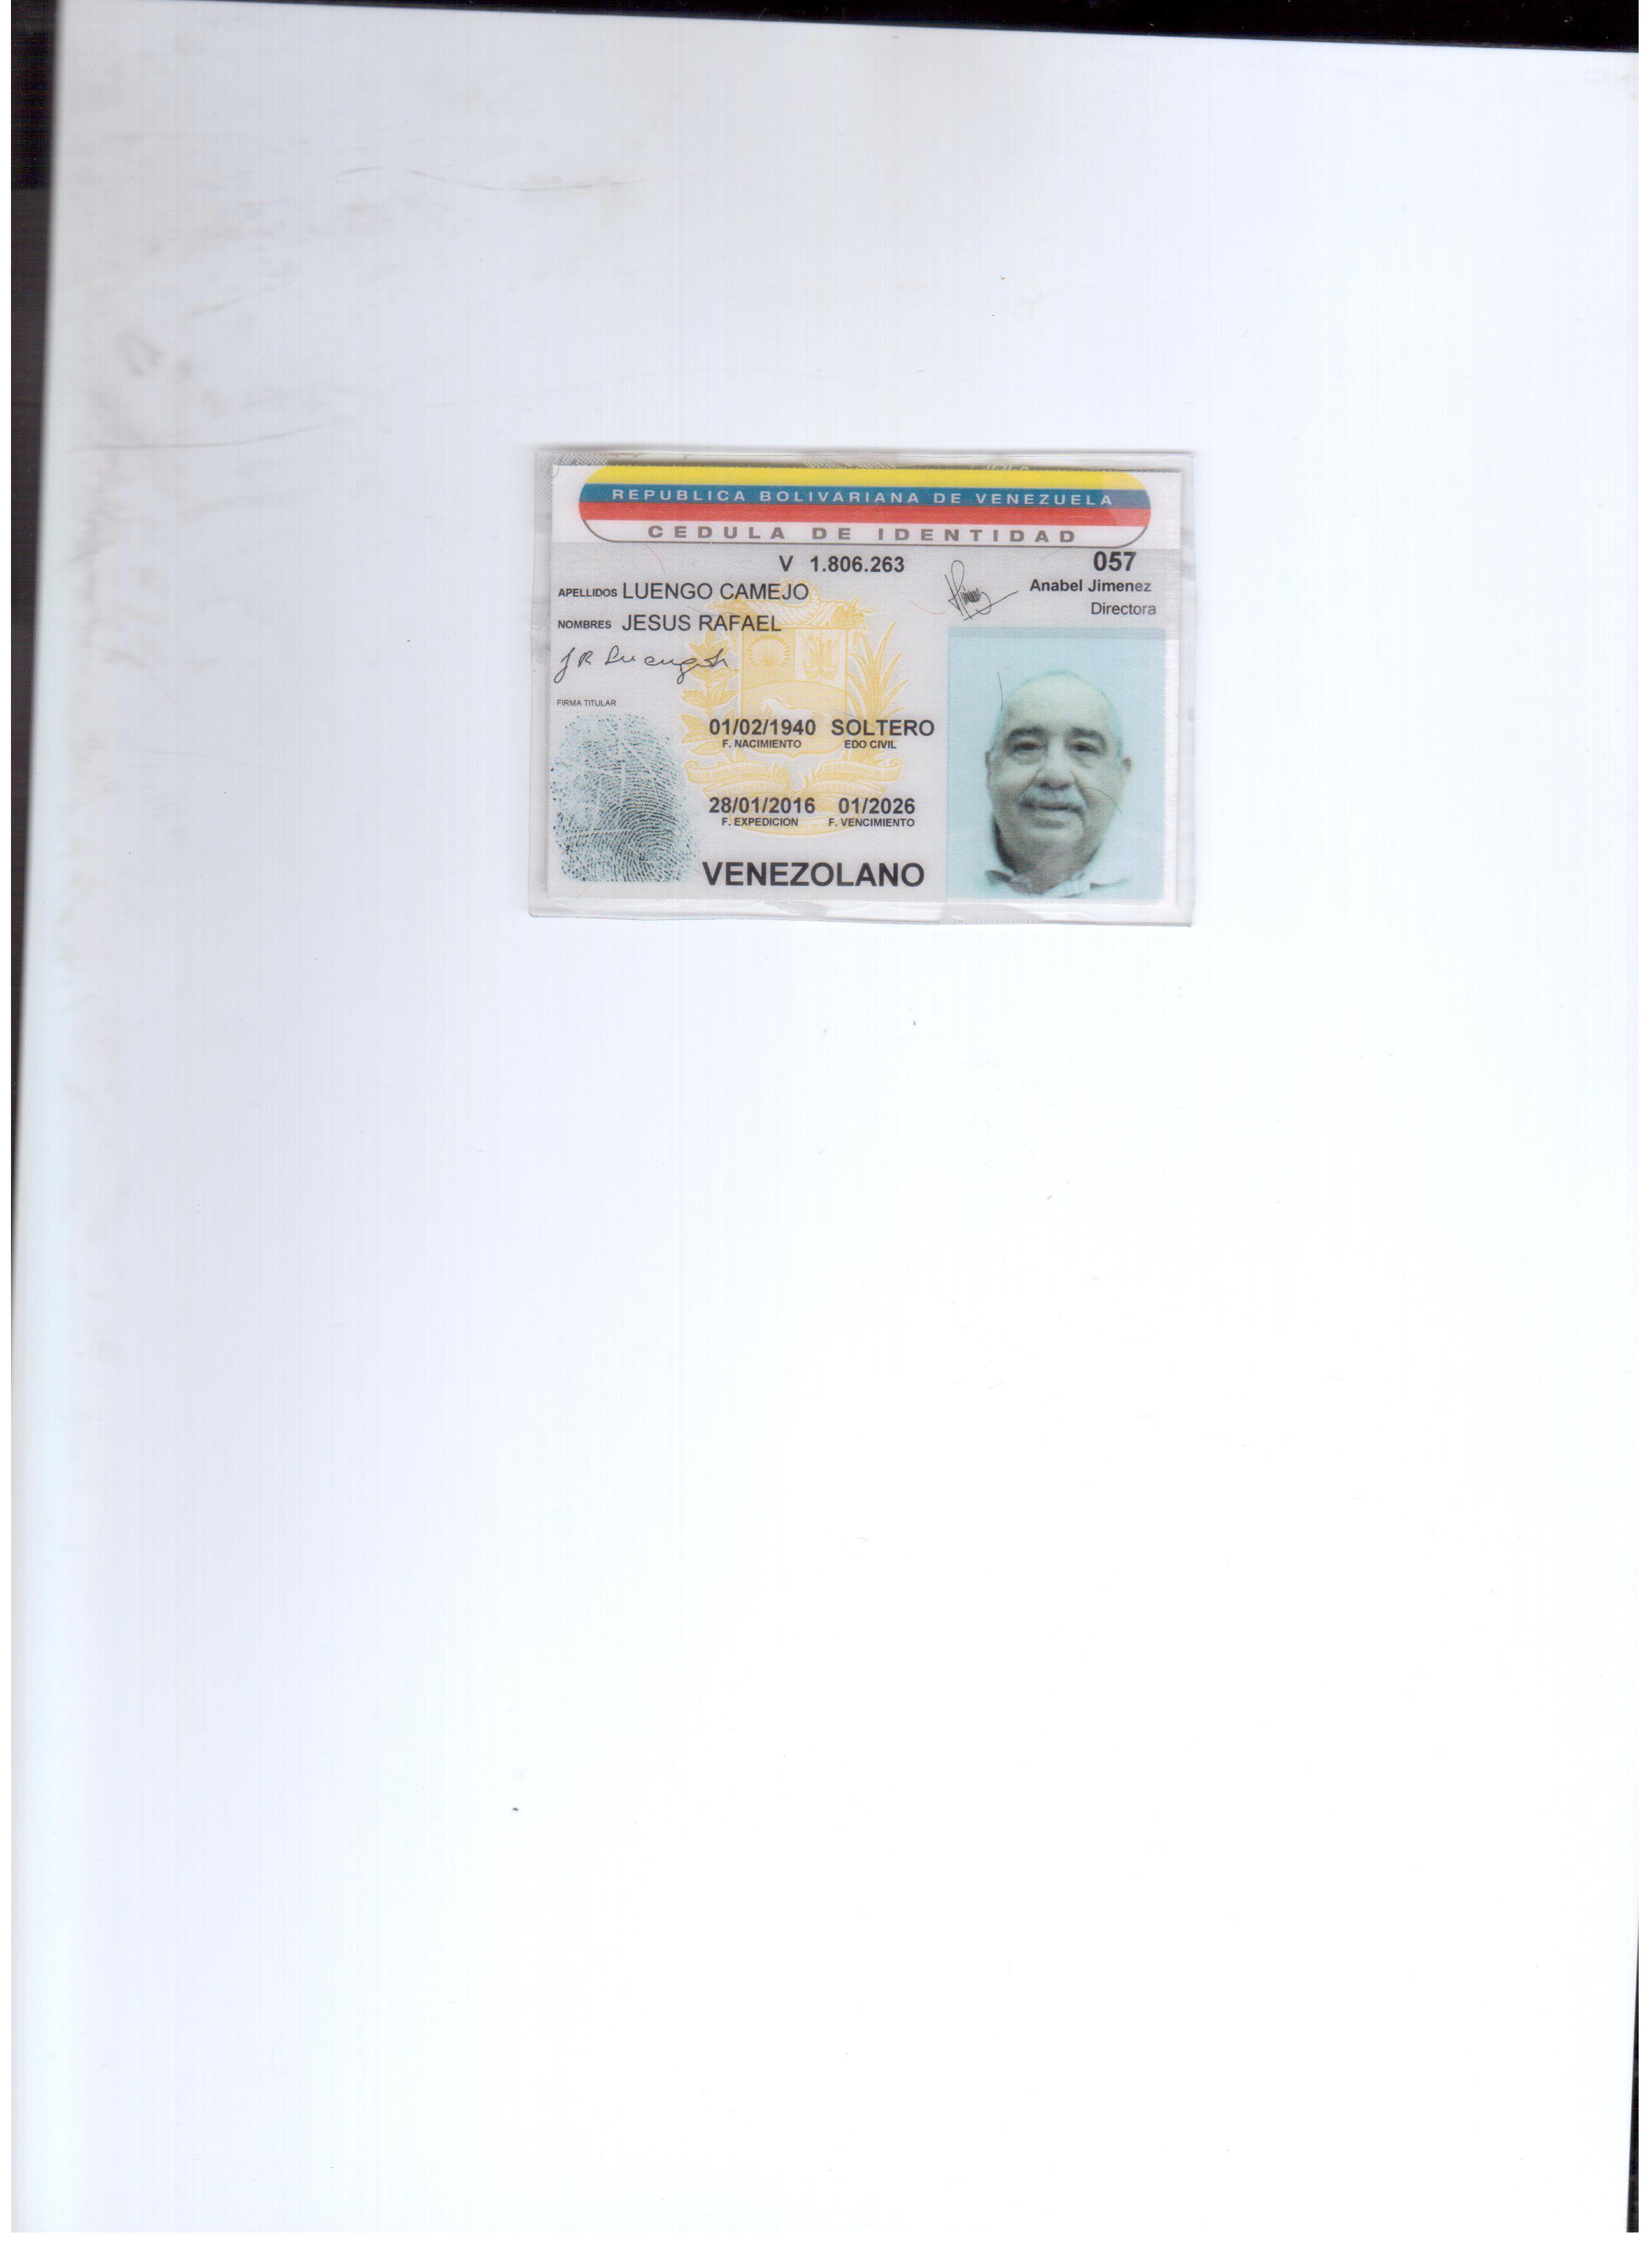 REPUBLICA BOLIVARIANA DE VENEZUELA
CEDULA DE IDENTIDAD
V 1.806.263
057
Anabel Jimenez
Directora
APELLIDOS LUENGO CAMEJO
NOMBRES JESUS RAFAEL
FIRMA TITULAR
01/02/1940 SOLTERO
F. NACIMIENTO EDO CIVIL
28/01/2016 01/2026
F. EXPEDICION F. VENCIMIENTO
VENEZOLANO